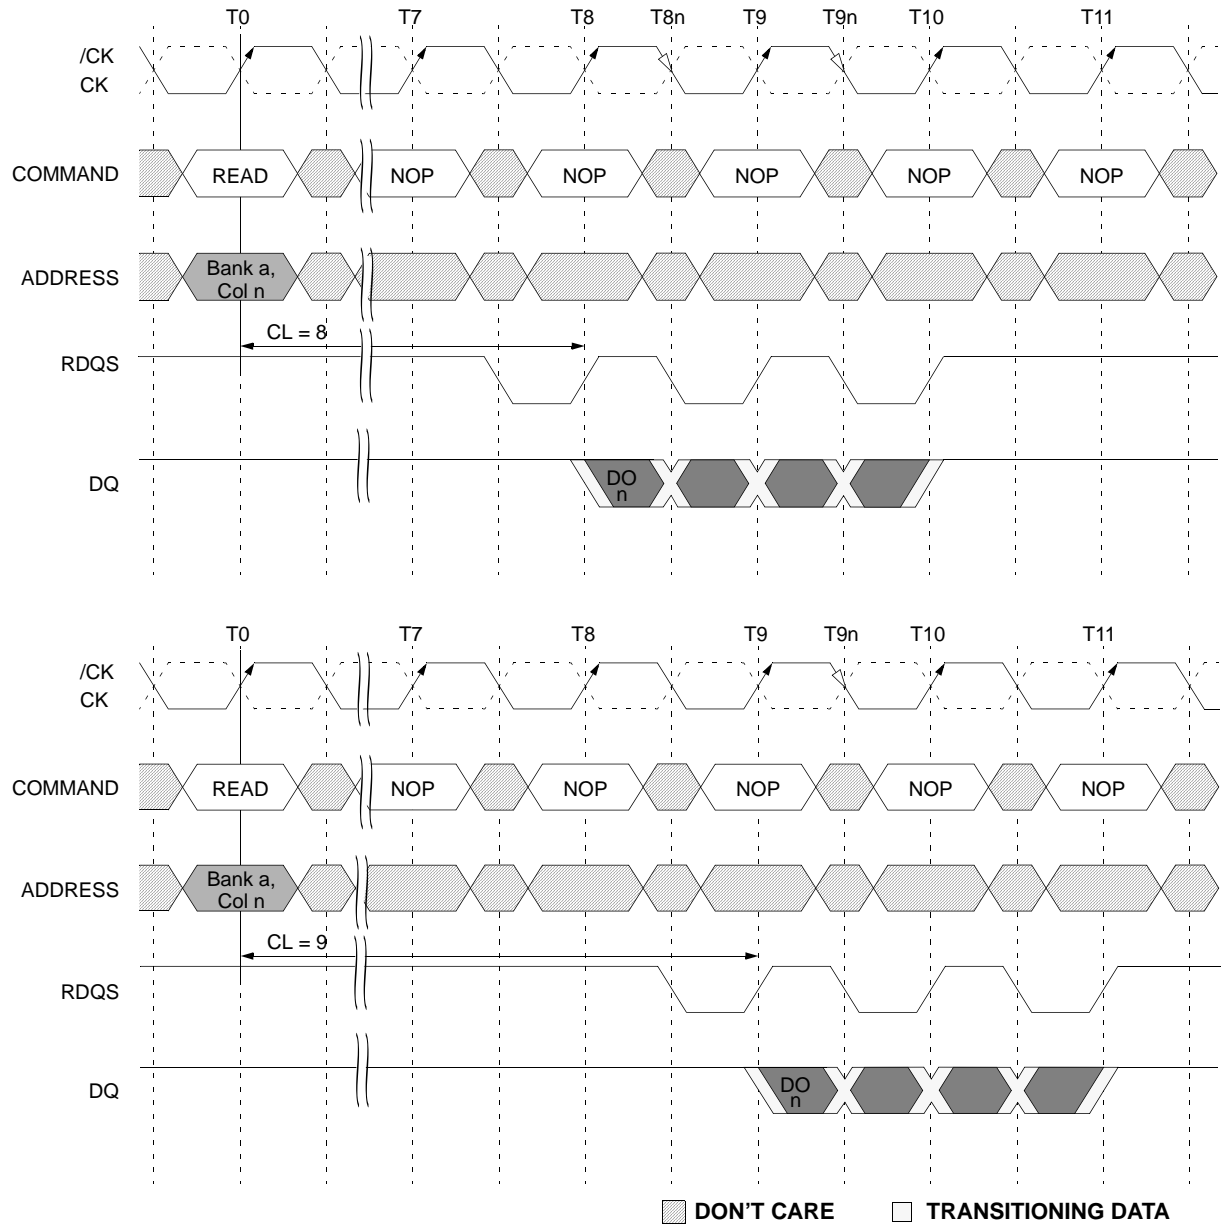 T0 T7 T8 T8n T9 T9n T10 T11
/CK
CK
COMMAND READ NOP NOP NOP NOP NOP
ADDRESS Bank a,
Col n
CL = 8
RDQS
DQ DO
n
T0 T7 T8 T9 T9n T10 T11
/CK
CK
COMMAND READ NOP NOP NOP NOP NOP
ADDRESS Bank a,
Col n
CL = 9
RDQS
DQ DO
n
DON'T CARE TRANSITIONING DATA